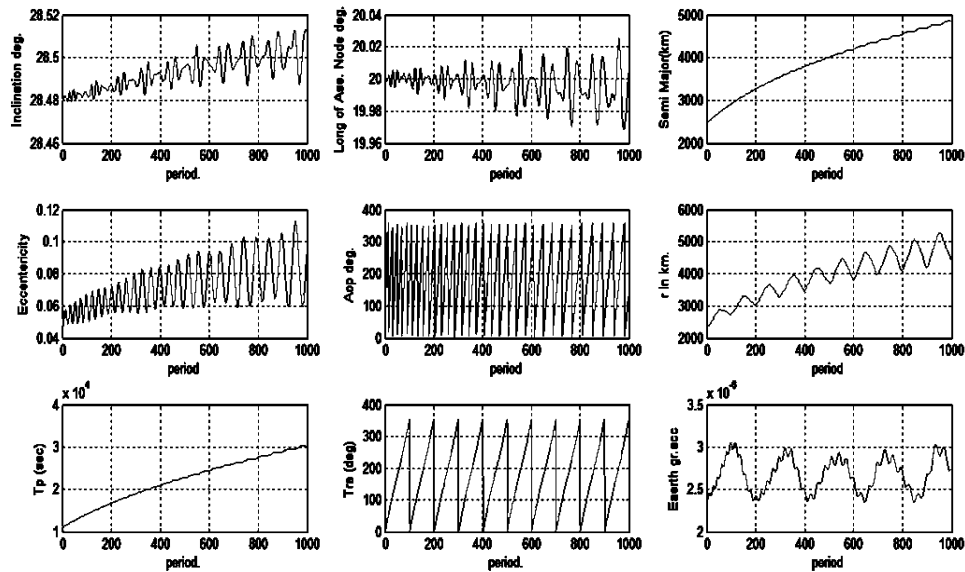 Inclination deg.
28.52
28.5
28.48
28.46
0 200 400 600 800 1000
period.
Long of Ass. Node deg.
20.04
20.02
20
19.98
19.96
0 200 400 600 800 1000
period.
Semi Major(km)
5000
4000
3000
2000
0 200 400 600 800 1000
period
Eccentericity
0.12
0.1
0.08
0.06
0.04
0 200 400 600 800 1000
period
Aop deg.
400
300
200
100
0
0 200 400 600 800 1000
period.
r in km.
6000
5000
4000
3000
2000
0 200 400 600 800 1000
period
Tp (sec)
x 10^4
4
3
2
1
0 200 400 600 800 1000
period.
Tra (deg)
400
300
200
100
0
0 200 400 600 800 1000
period.
Eaerth gr.acc
x 10^-6
3.5
3
2.5
2
0 200 400 600 800 1000
period.